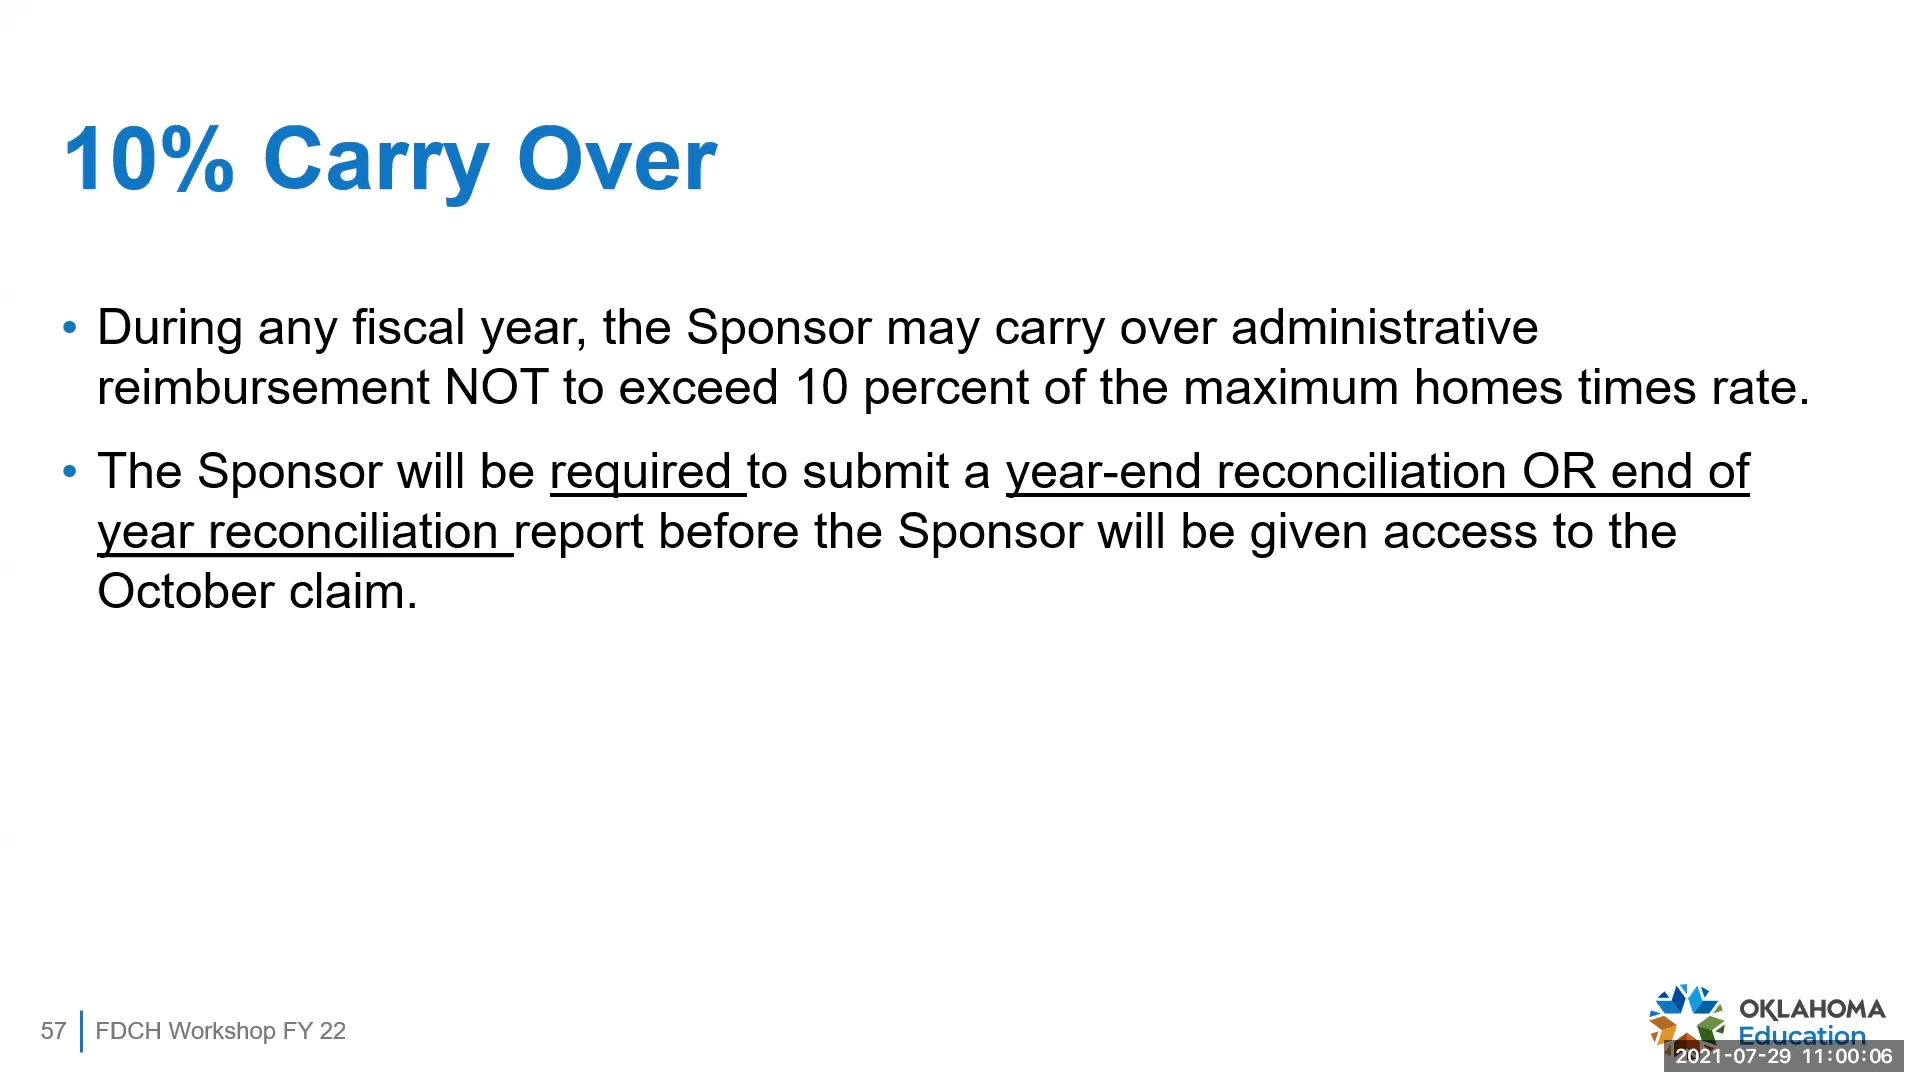 10% Carry Over
• During any fiscal year, the Sponsor may carry over administrative
reimbursement NOT to exceed 10 percent of the maximum homes times rate.
• The Sponsor will be required to submit a year-end reconciliation OR end of
year reconciliation report before the Sponsor will be given access to the
October claim.
57
FDCH Workshop FY 22
OKLAHOMA
Education
2021-07-29 11:00:06